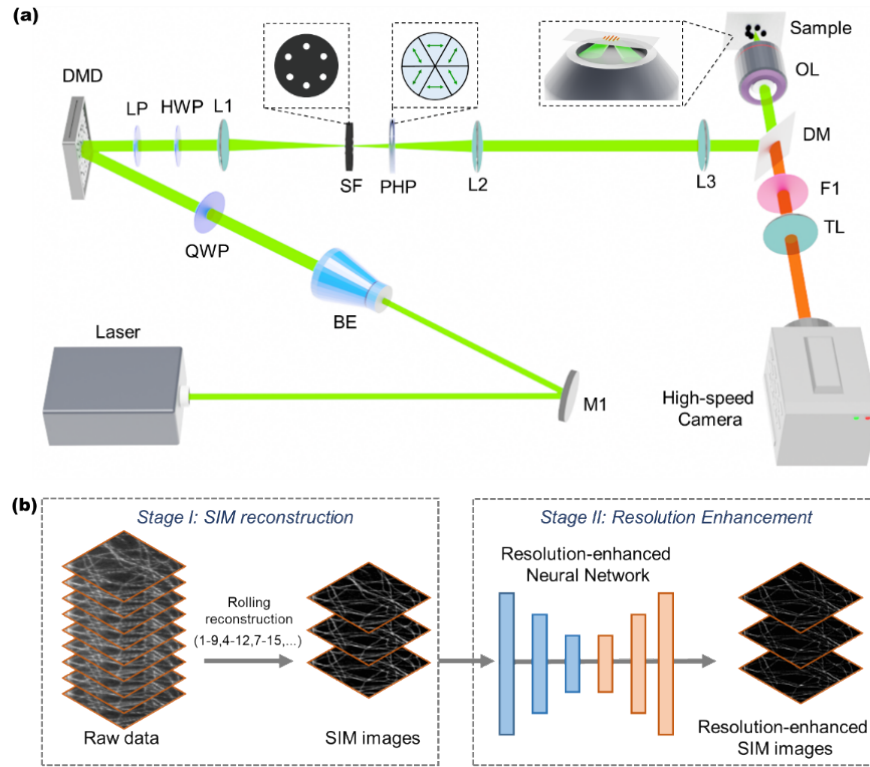 (a)
Sample
OL
DMD
LP
HWP
L1
DM
SF
PHP
L2
L3
F1
TL
QWP
BE
Laser
M1
High-speed
Camera
(b)
Stage I: SIM reconstruction
Stage II: Resolution Enhancement
Resolution-enhanced
Neural Network
Rolling
reconstruction
(1-9,4-12,7-15,...)
Raw data
SIM images
Resolution-enhanced
SIM images